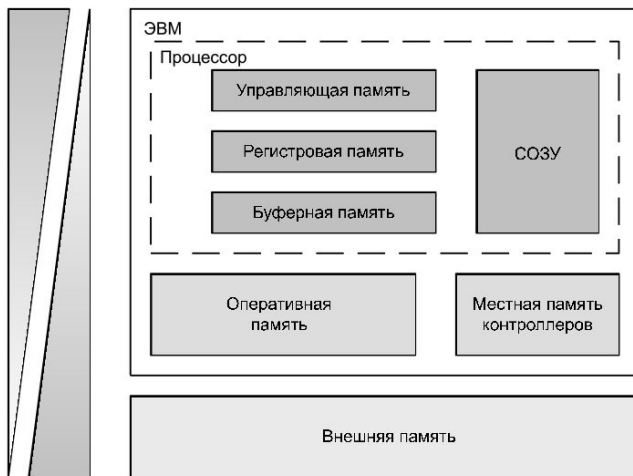 ЭВМ
Процессор
Управляющая память
Регистровая память
Буферная память
СОЗУ
Оперативная
память
Местная память
контроллеров
Внешняя память